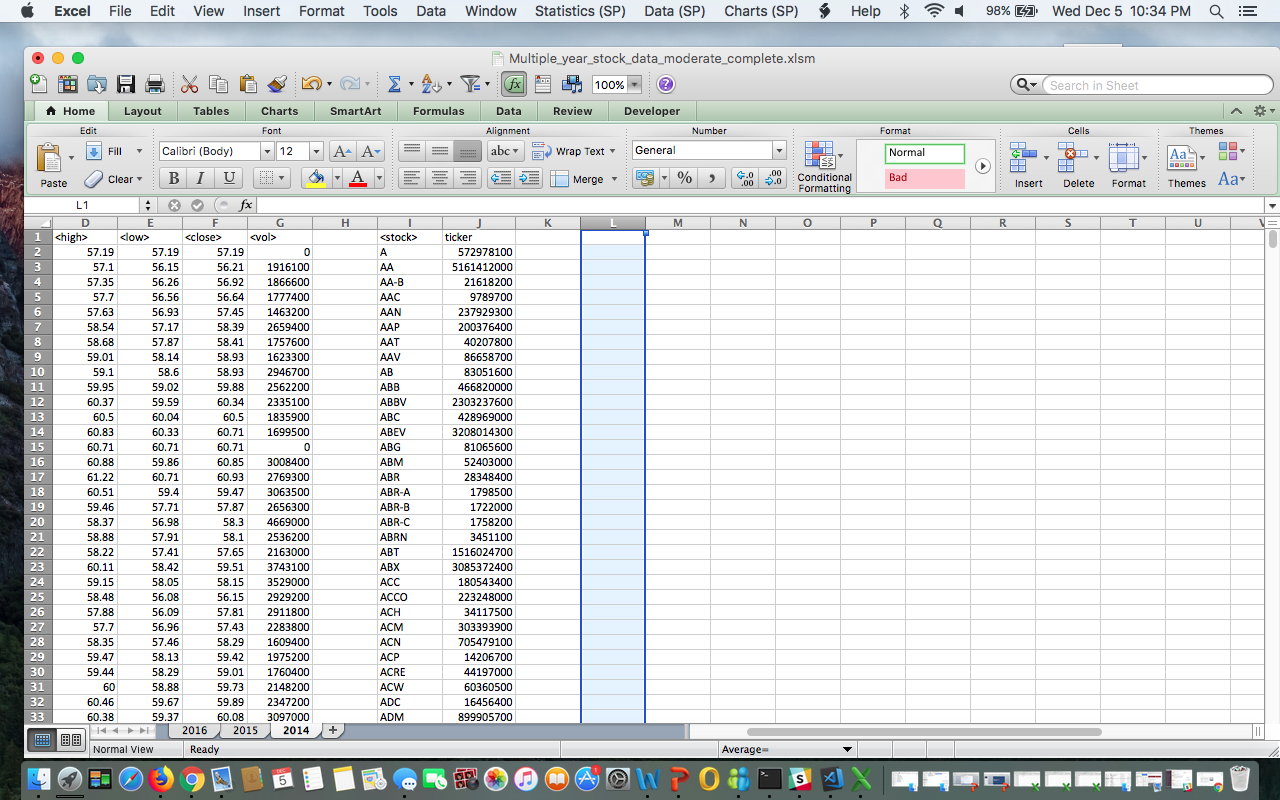 Excel File Edit View Insert Format Tools Data Window Statistics (SP) Data (SP) Charts (SP) Help 98% Wed Dec 5 10:34 PM
Multiple_year_stock_data_moderate_complete.xlsm
100% Search in Sheet
Home Layout Tables Charts SmartArt Formulas Data Review Developer
Edit Font Alignment Number Format Cells Themes
Fill Calibri (Body) 12 A A abc Wrap Text General Normal
Paste Clear B I U A Merge % Conditional Formatting Bad Insert Delete Format Themes Aa
L1 fx
D E F G H I J K L M N O P Q R S T U V
1 <high> <low> <close> <vol> <stock> ticker
2 57.19 57.19 57.19 0 A 572978100
3 57.1 56.15 56.21 1916100 AA 5161412000
4 57.35 56.26 56.92 1866600 AA-B 21618200
5 57.7 56.56 56.64 1777400 AAC 9789700
6 57.63 56.93 57.45 1463200 AAN 237929300
7 58.54 57.17 58.39 2659400 AAP 200376400
8 58.68 57.87 58.41 1757600 AAT 40207800
9 59.01 58.14 58.93 1623300 AAV 86658700
10 59.1 58.6 58.93 2946700 AB 83051600
11 59.95 59.02 59.88 2562200 ABB 466820000
12 60.37 59.59 60.34 2335100 ABBV 2303237600
13 60.5 60.04 60.5 1835900 ABC 428969000
14 60.83 60.33 60.71 1699500 ABEV 3208014300
15 60.71 60.71 60.71 0 ABG 81065600
16 60.88 59.86 60.85 3008400 ABM 52403000
17 61.22 60.71 60.93 2769300 ABR 28348400
18 60.51 59.4 59.47 3063500 ABR-A 1798500
19 59.46 57.71 57.87 2656300 ABR-B 1722000
20 58.37 56.98 58.3 4669000 ABR-C 1758200
21 58.88 57.91 58.1 2536200 ABRN 3451100
22 58.22 57.41 57.65 2163000 ABT 1516024700
23 60.11 58.42 59.51 3743100 ABX 3085372400
24 59.15 58.05 58.15 3529000 ACC 180543400
25 58.48 56.08 56.15 2929200 ACCO 223248000
26 57.88 56.09 57.81 2911800 ACH 34117500
27 57.7 56.96 57.43 2283800 ACM 303393900
28 58.35 57.46 58.29 1609400 ACN 705479100
29 59.47 58.13 59.42 1975200 ACP 14206700
30 59.44 58.29 59.01 1760400 ACRE 44197000
31 60 58.88 59.73 2148200 ACW 60360500
32 60.46 59.67 59.89 2347200 ADC 16456400
33 60.38 59.37 60.08 3097000 ADM 899905700
2016 2015 2014
Normal View Ready Average=
5